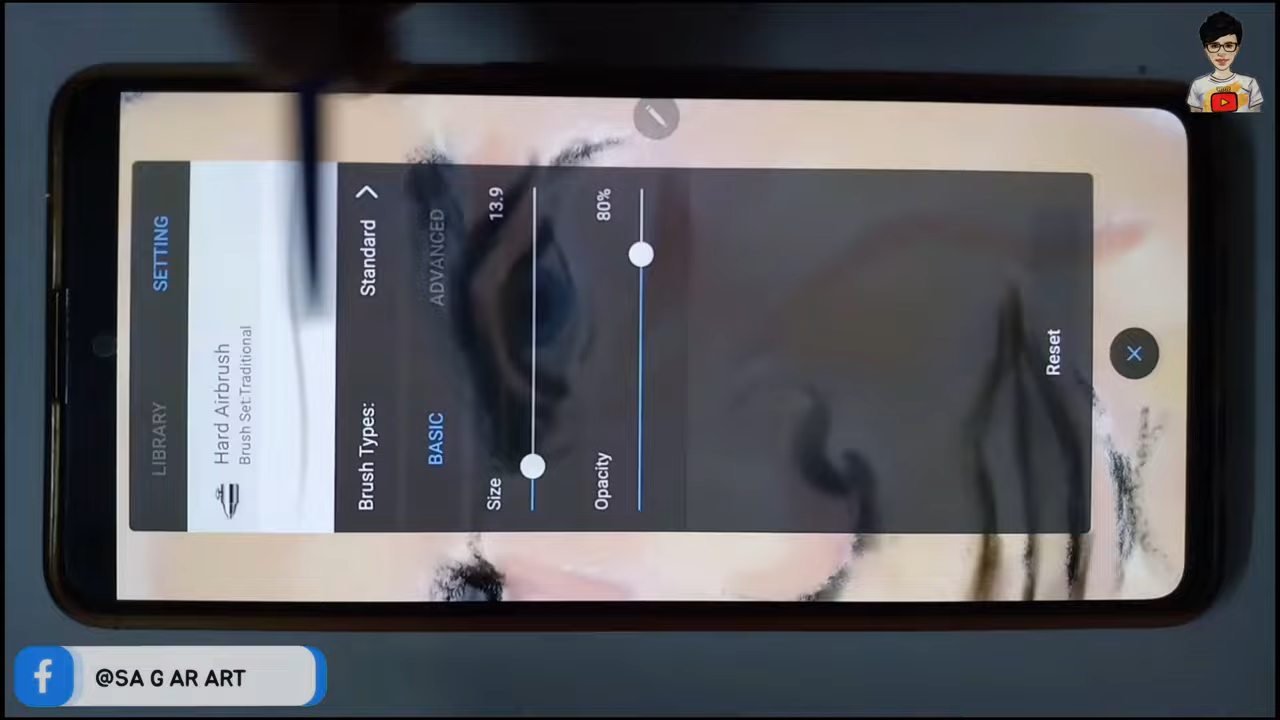 LIBRARY SETTING
Hard Airbrush
Brush Set:Traditional
Brush Types: Standard
BASIC ADVANCED
Size 13.9
Opacity 80%
Reset
@SA G AR ART